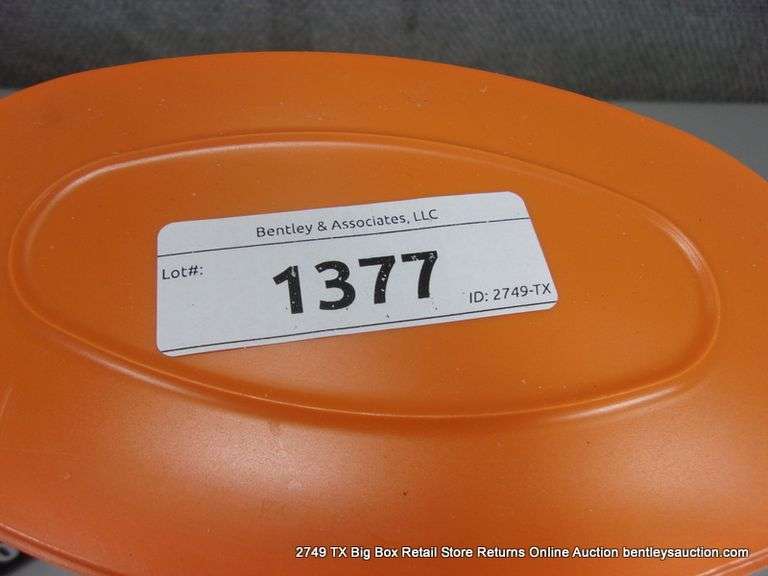 Bentley & Associates, LLC
Lot#:
1377
ID: 2749-TX
2749 TX Big Box Retail Store Returns Online Auction bentleysauction.com